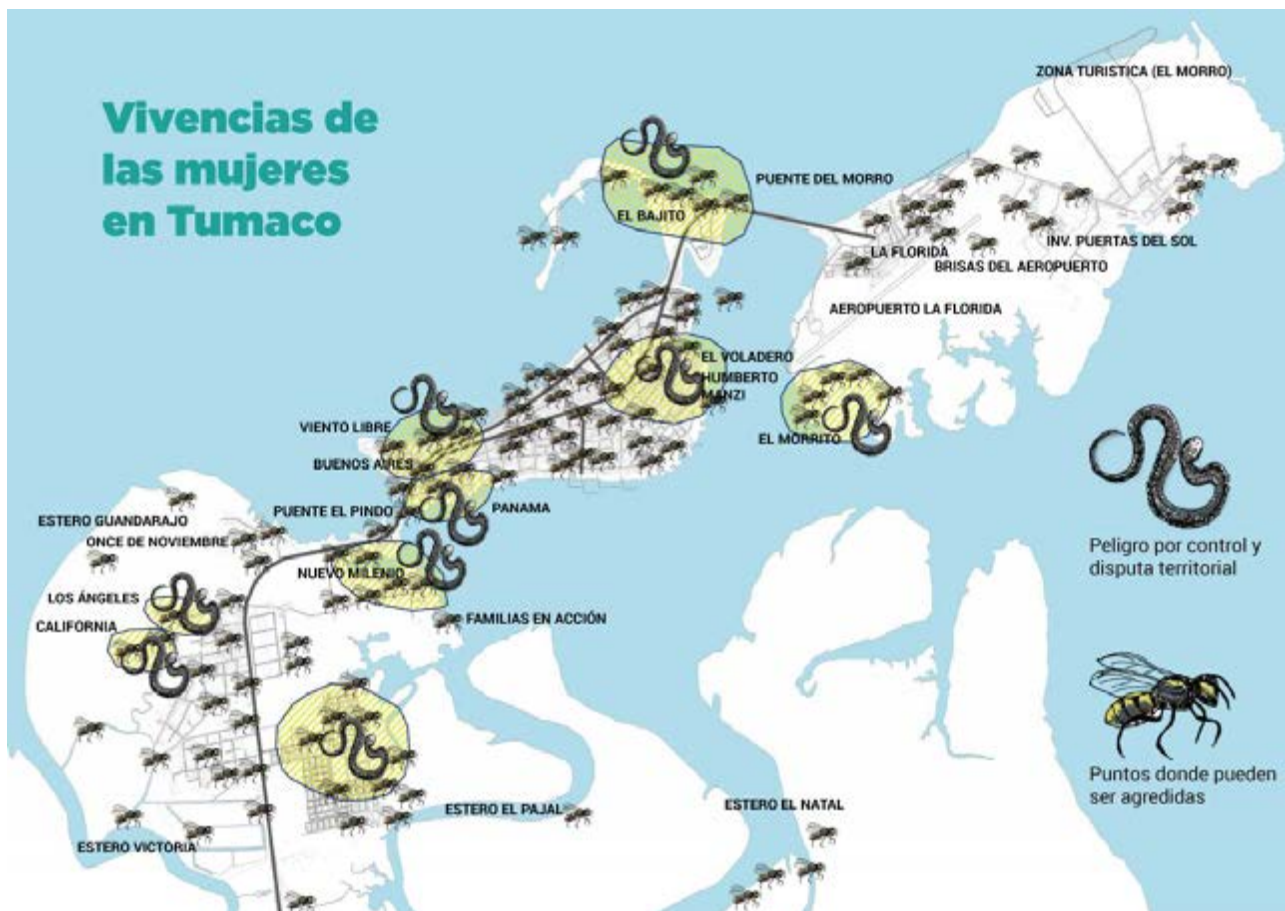 Vivencias de
las mujeres
en Tumaco
ZONA TURISTICA (EL MORRO)
PUENTE DEL MORRO
EL BAJITO
LA FLORIDA
INV. PUERTAS DEL SOL
BRISAS DEL AEROPUERTO
AEROPUERTO LA FLORIDA
EL VOLADERO
HUMBERTO
MANZI
VIENTO LIBRE
EL MORRITO
BUENOS AIRES
PUENTE EL PINDO
PANAMA
ESTERO GUANDARAJO
ONCE DE NOVIEMBRE
NUEVO MILENIO
LOS ÁNGELES
CALIFORNIA
FAMILIAS EN ACCIÓN
Peligro por control y
disputa territorial
ESTERO EL PAJAL
ESTERO EL NATAL
ESTERO VICTORIA
Puntos donde pueden
ser agredidas